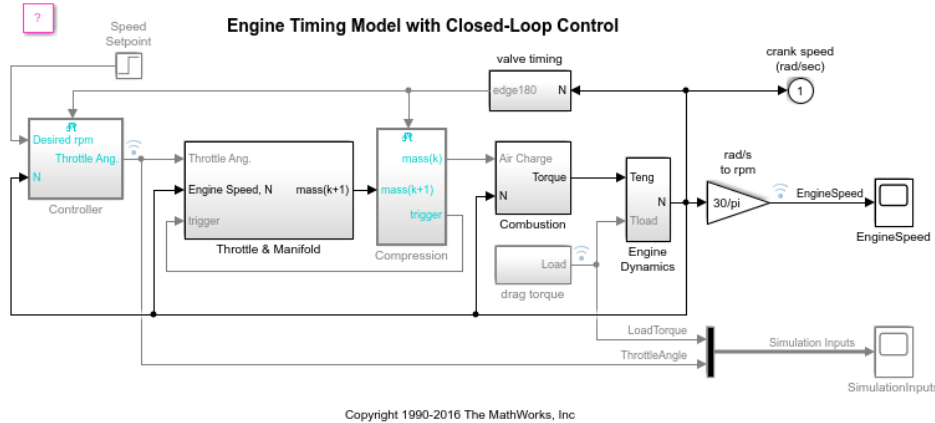 ?
Engine Timing Model with Closed-Loop Control
Speed
Setpoint
valve timing
edge180
N
crank speed
(rad/sec)
1
Desired rpm
Throttle Ang.
N
Controller
Throttle Ang.
Engine Speed, N
mass(k+1)
trigger
Throttle & Manifold
mass(k)
mass(k+1)
trigger
Compression
Air Charge
Torque
N
Combustion
Teng
N
Tload
Engine
Dynamics
rad/s
to rpm
30/pi
EngineSpeed
EngineSpeed
Load
drag torque
LoadTorque
ThrottleAngle
Simulation Inputs
SimulationInput
Copyright 1990-2016 The MathWorks, Inc